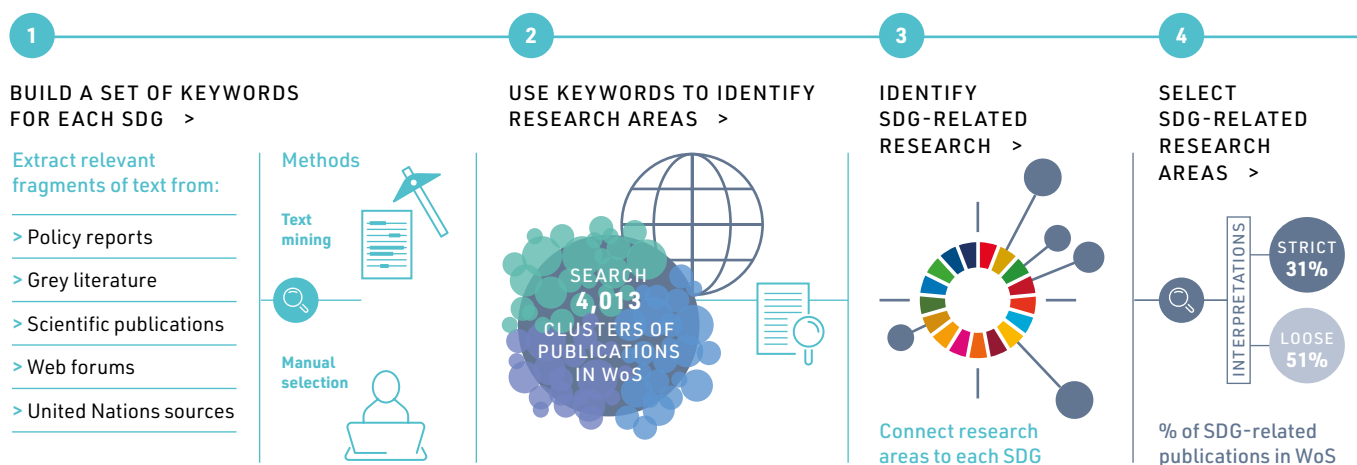 1
BUILD A SET OF KEYWORDS
FOR EACH SDG >
Extract relevant
fragments of text from:
> Policy reports
> Grey literature
> Scientific publications
> Web forums
> United Nations sources
Methods
Text
mining
Manual
selection
2
USE KEYWORDS TO IDENTIFY
RESEARCH AREAS >
SEARCH
4,013
CLUSTERS OF
PUBLICATIONS
IN WoS
3
IDENTIFY
SDG-RELATED
RESEARCH >
Connect research
areas to each SDG
4
SELECT
SDG-RELATED
RESEARCH
AREAS >
INTERPRETATIONS
STRICT
31%
LOOSE
51%
% of SDG-related
publications in WoS